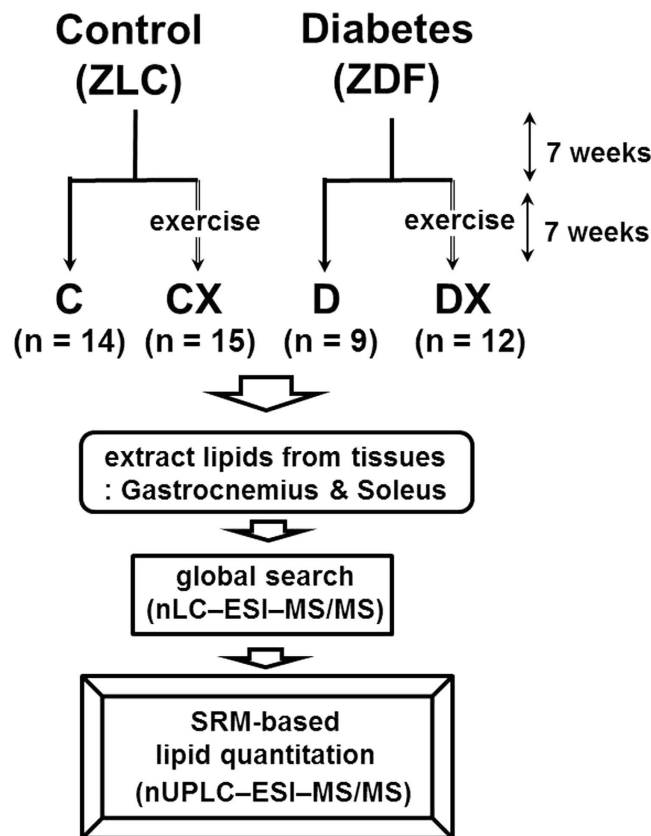 Control
(ZLC)
Diabetes
(ZDF)
7 weeks
exercise
exercise
7 weeks
C
CX
D
DX
(n = 14)
(n = 15)
(n = 9)
(n = 12)
extract lipids from tissues
: Gastrocnemius & Soleus
global search
(nLC–ESI–MS/MS)
SRM-based
lipid quantitation
(nUPLC–ESI–MS/MS)